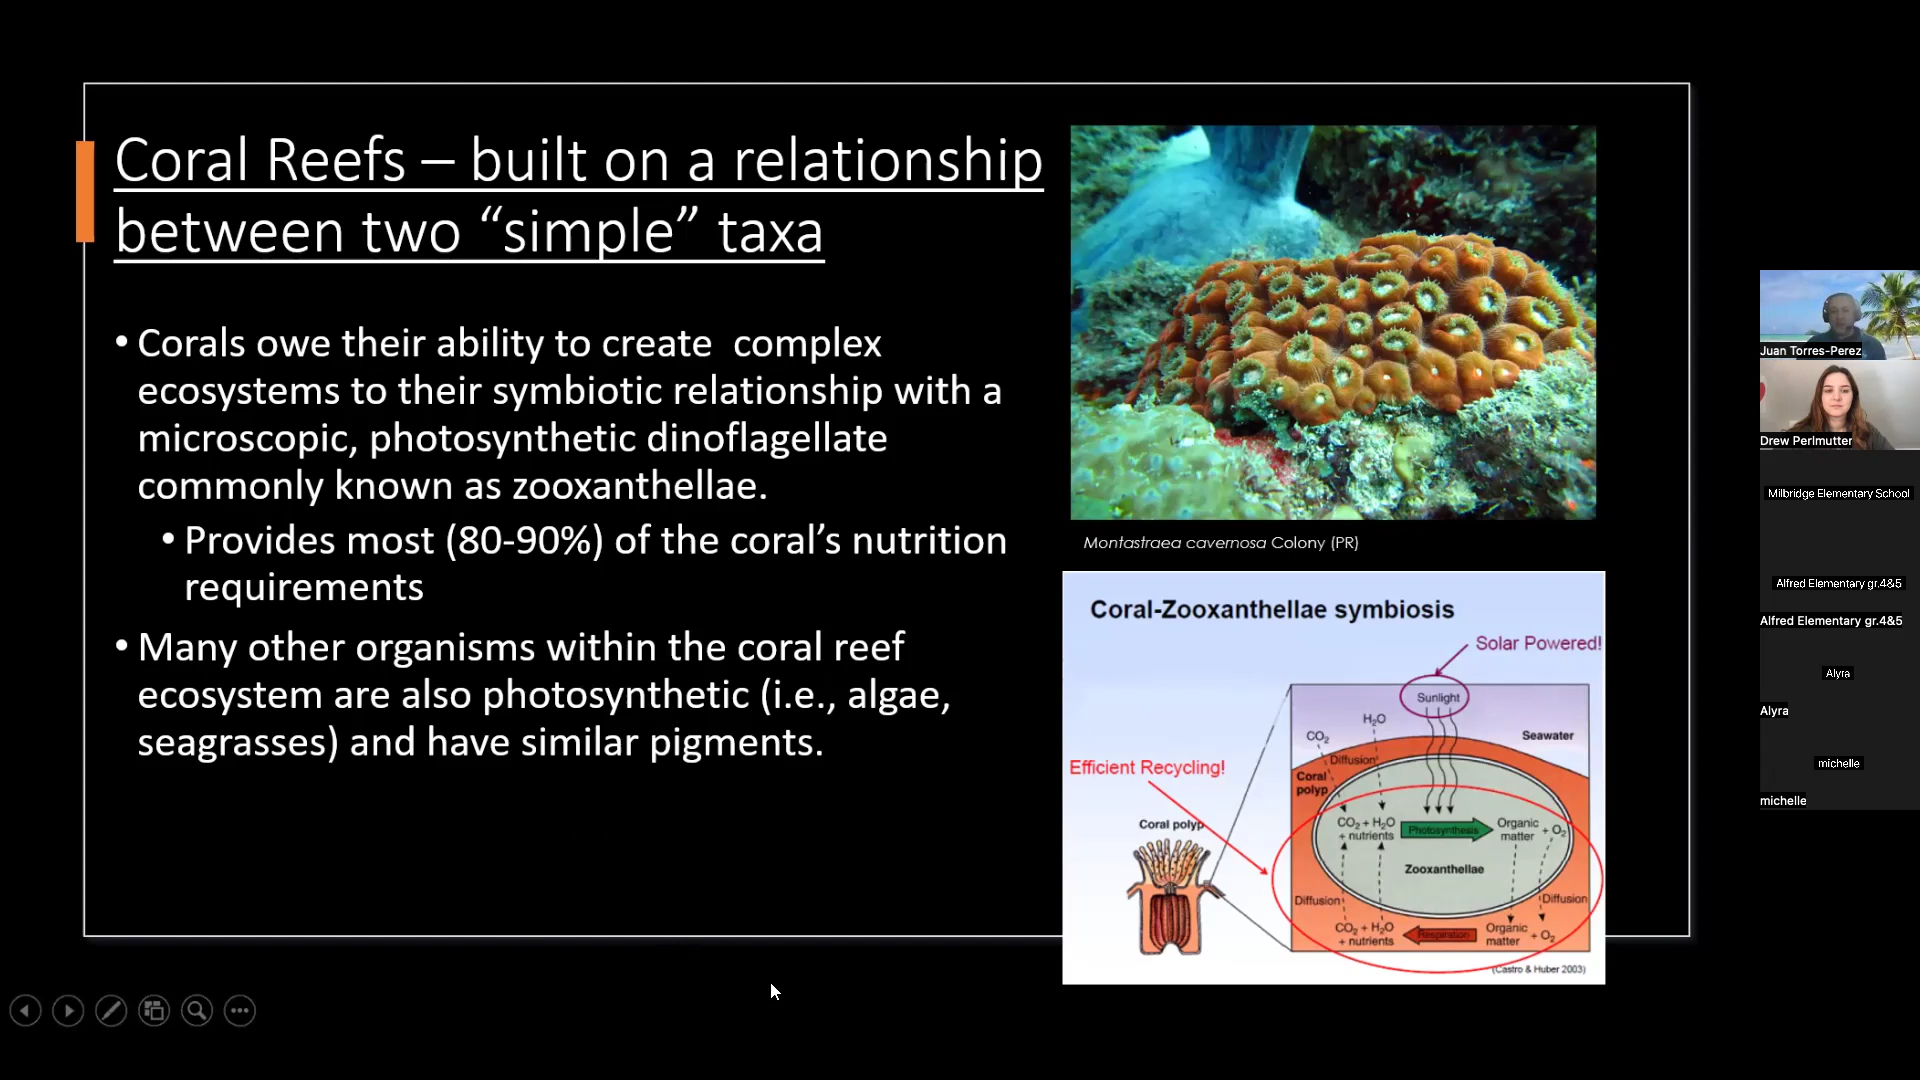 Coral Reefs – built on a relationship
between two “simple” taxa
• Corals owe their ability to create  complex
ecosystems to their symbiotic relationship with a
microscopic, photosynthetic dinoflagellate
commonly known as zooxanthellae.
• Provides most (80-90%) of the coral’s nutrition
requirements
• Many other organisms within the coral reef
ecosystem are also photosynthetic (i.e., algae,
seagrasses) and have similar pigments.
Montastraea cavernosa Colony (PR)
Coral-Zooxanthellae symbiosis
Solar Powered!
Sunlight
H₂O
CO₂
Seawater
Diffusion
Coral
polyp
Efficient Recycling!
Coral polyp
CO₂ + H₂O
+ nutrients
Photosynthesis
Organic
matter
+ O₂
Zooxanthellae
Diffusion
Diffusion
CO₂ + H₂O
+ nutrients
Respiration
Organic
matter
+ O₂
(Castro & Huber 2003)
Juan Torres-Perez
Drew Perlmutter
Milbridge Elementary School
Alfred Elementary gr.4&5
Alfred Elementary gr.4&5
Alyra
Alyra
michelle
michelle